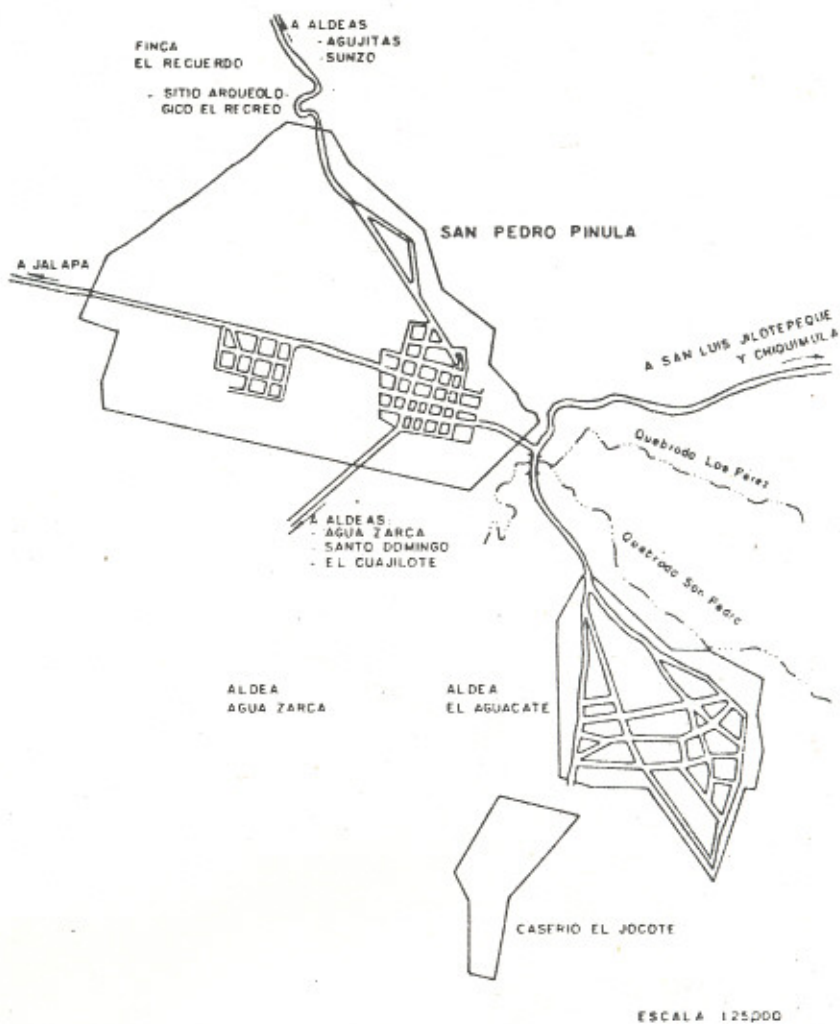 A ALDEAS
- AGUJITAS
- SUNZO
FINCA
EL RECUERDO
- SITIO ARQUEOLO-
GICO EL RECREO
SAN PEDRO PINULA
A JALAPA
A SAN LUIS JILOTEPEQUE
Y CHIQUIMULA
Quebrada Los Perez
A ALDEAS:
- AGUA ZARCA
- SANTO DOMINGO
- EL CUAJILOTE
Quebrada San Pedro
ALDEA
AGUA ZARCA
ALDEA
EL AGUACATE
CASERIO EL JOCOTE
ESCALA 1:25,000